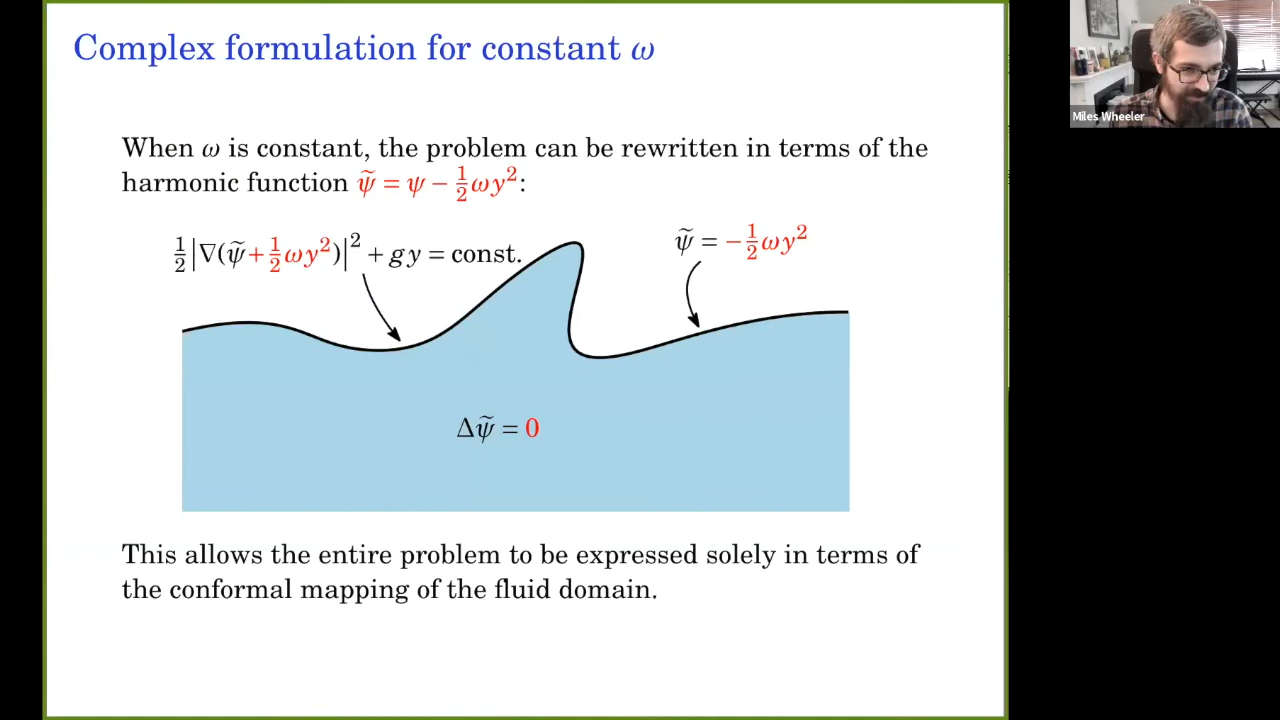 Complex formulation for constant ω
Miles Wheeler
When ω is constant, the problem can be rewritten in terms of the
harmonic function ψ̃ = ψ − ½ωy²:
½|∇(ψ̃ + ½ωy²)|² + gy = const.
ψ̃ = −½ωy²
Δψ̃ = 0
This allows the entire problem to be expressed solely in terms of
the conformal mapping of the fluid domain.